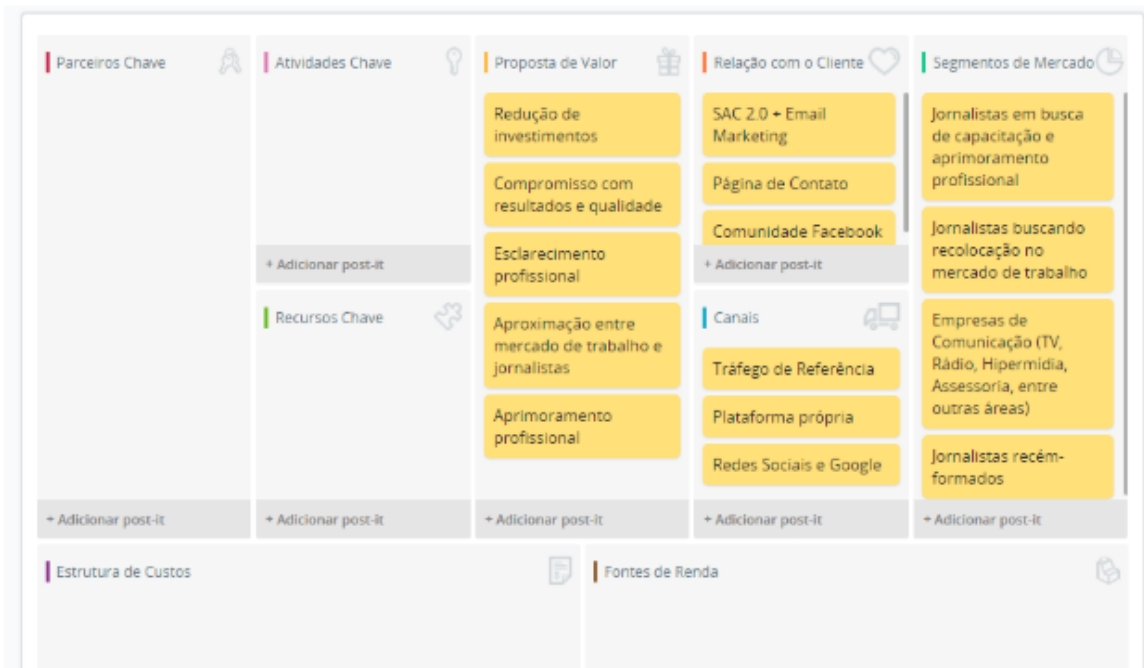 Parceiros Chave
+ Adicionar post-it
Atividades Chave
+ Adicionar post-it
Recursos Chave
+ Adicionar post-it
Proposta de Valor
Redução de
investimentos
Compromisso com
resultados e qualidade
Esclarecimento
profissional
Aproximação entre
mercado de trabalho e
jornalistas
Aprimoramento
profissional
+ Adicionar post-it
Relação com o Cliente
SAC 2.0 + Email
Marketing
Página de Contato
Comunidade Facebook
+ Adicionar post-it
Canais
Tráfego de Referência
Plataforma própria
Redes Sociais e Google
+ Adicionar post-it
Segmentos de Mercado
Jornalistas em busca
de capacitação e
aprimoramento
profissional
Jornalistas buscando
recolocação no
mercado de trabalho
Empresas de
Comunicação (TV,
Rádio, Hipermídia,
Assessoria, entre
outras áreas)
Jornalistas recém-
formados
+ Adicionar post-it
Estrutura de Custos
Fontes de Renda